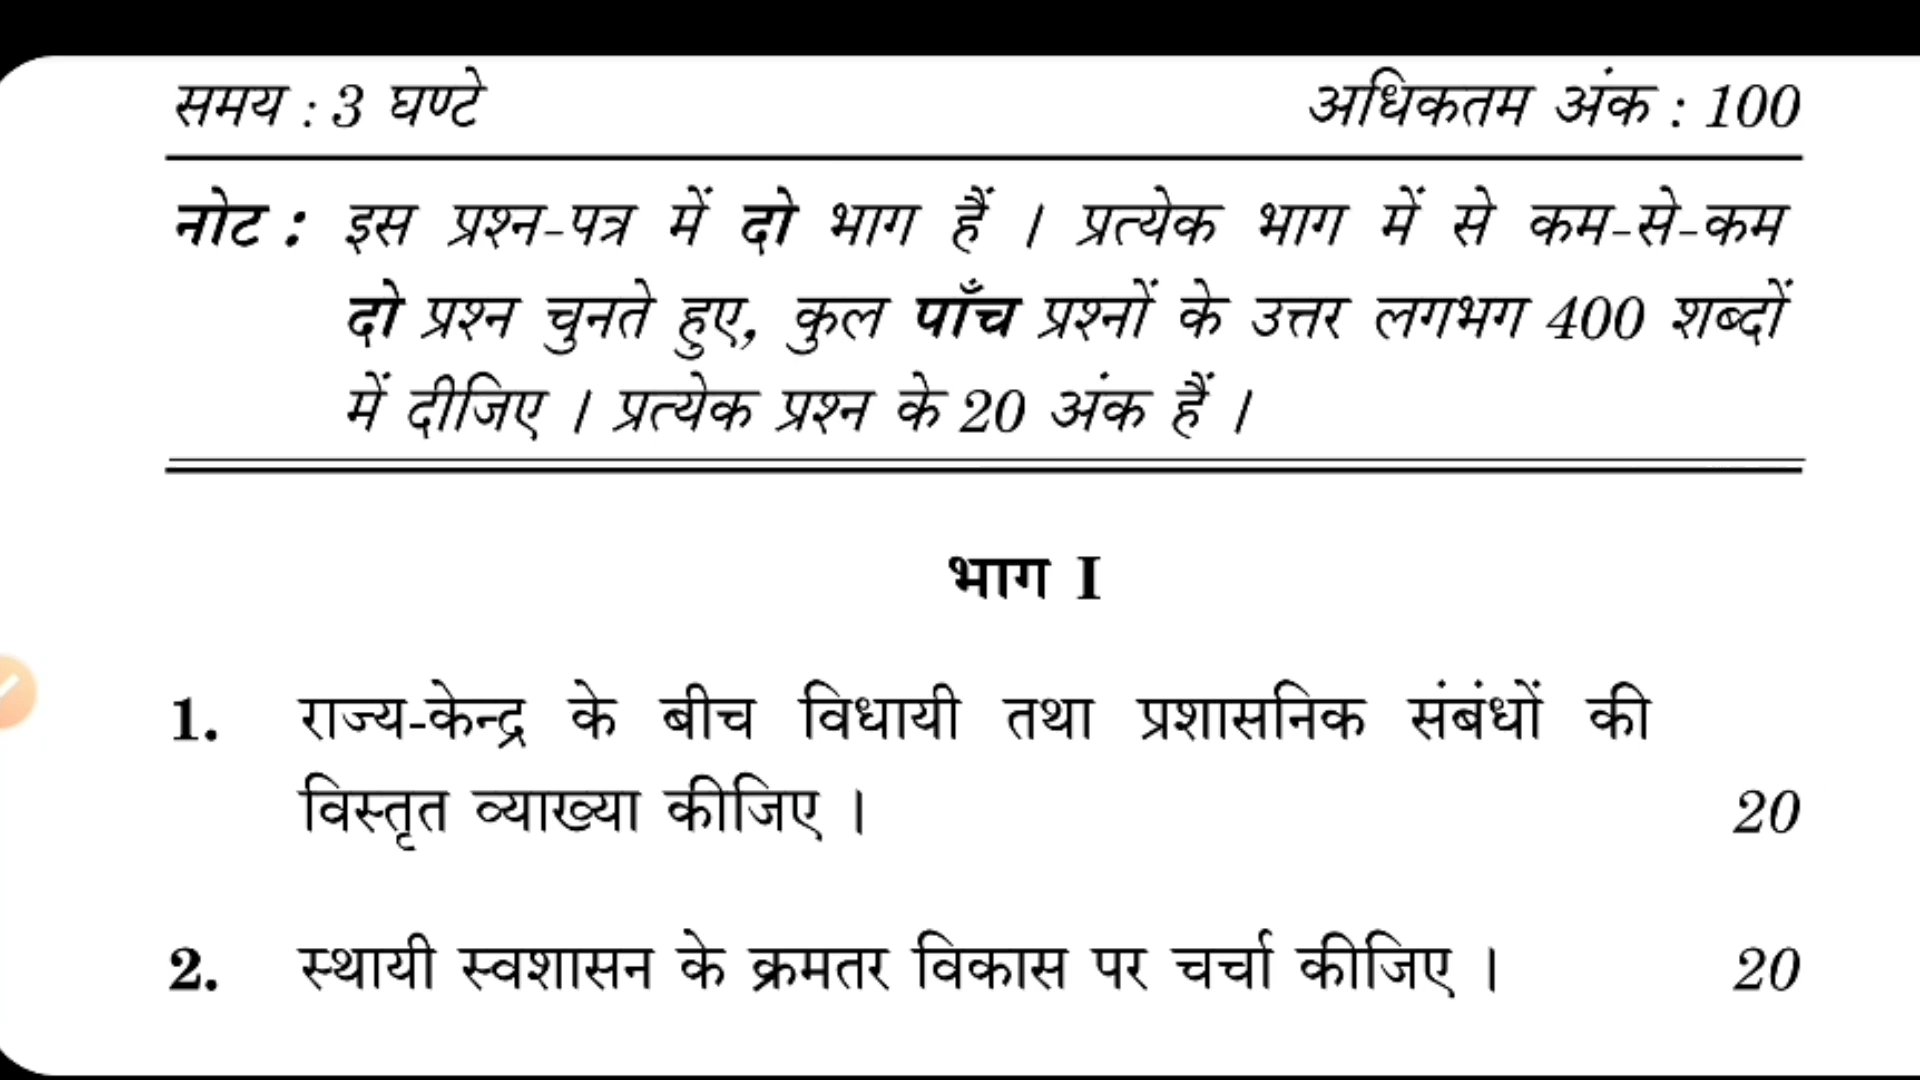 समय : 3 घण्टे अधिकतम अंक : 100
नोट : इस प्रश्न-पत्र में दो भाग हैं । प्रत्येक भाग में से कम-से-कम
दो प्रश्न चुनते हुए, कुल पाँच प्रश्नों के उत्तर लगभग 400 शब्दों
में दीजिए । प्रत्येक प्रश्न के 20 अंक हैं ।
भाग I
1. राज्य-केन्द्र के बीच विधायी तथा प्रशासनिक संबंधों की
विस्तृत व्याख्या कीजिए । 20
2. स्थायी स्वशासन के क्रमतर विकास पर चर्चा कीजिए । 20